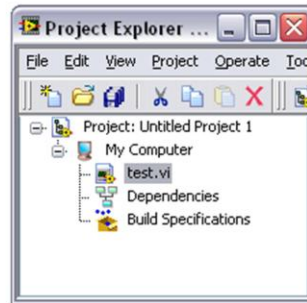 Project Explorer ...
File Edit View Project Operate
Project: Untitled Project 1
My Computer
test.vi
Dependencies
Build Specifications